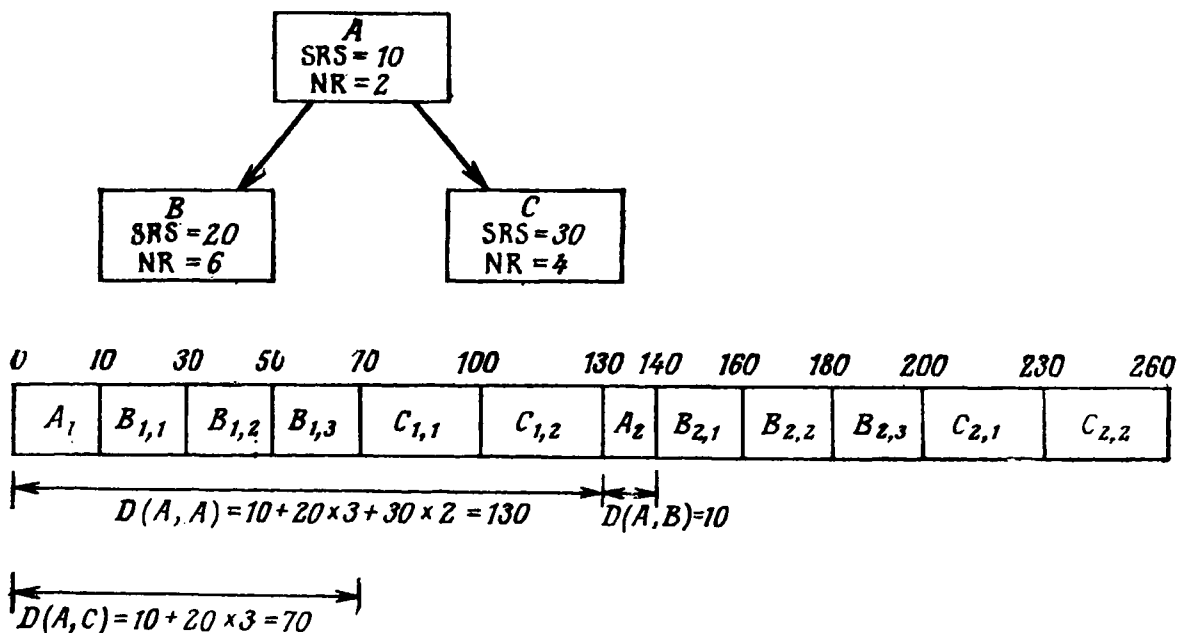 A
SRS = 10
NR = 2
B
SRS = 20
NR = 6
C
SRS = 30
NR = 4
0 10 30 50 70 100 130 140 160 180 200 230 260
A1 B1,1 B1,2 B1,3 C1,1 C1,2 A2 B2,1 B2,2 B2,3 C2,1 C2,2
D(A, A) = 10 + 20 × 3 + 30 × 2 = 130 D(A, B) = 10
D(A, C) = 10 + 20 × 3 = 70